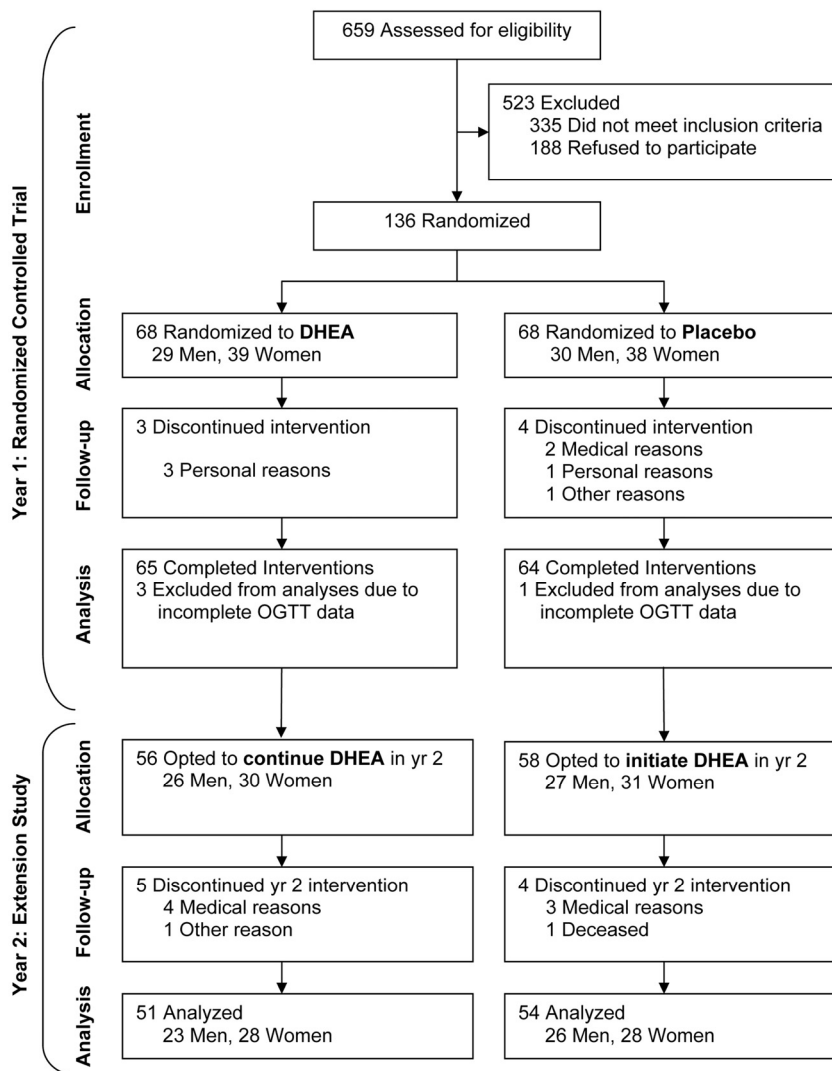 659 Assessed for eligibility
523 Excluded
335 Did not meet inclusion criteria
188 Refused to participate
Enrollment
136 Randomized
Year 1: Randomized Controlled Trial
Allocation
68 Randomized to DHEA
29 Men, 39 Women
68 Randomized to Placebo
30 Men, 38 Women
Follow-up
3 Discontinued intervention
3 Personal reasons
4 Discontinued intervention
2 Medical reasons
1 Personal reasons
1 Other reasons
Analysis
65 Completed Interventions
3 Excluded from analyses due to
incomplete OGTT data
64 Completed Interventions
1 Excluded from analyses due to
incomplete OGTT data
Year 2: Extension Study
Allocation
56 Opted to continue DHEA in yr 2
26 Men, 30 Women
58 Opted to initiate DHEA in yr 2
27 Men, 31 Women
Follow-up
5 Discontinued yr 2 intervention
4 Medical reasons
1 Other reason
4 Discontinued yr 2 intervention
3 Medical reasons
1 Deceased
Analysis
51 Analyzed
23 Men, 28 Women
54 Analyzed
26 Men, 28 Women